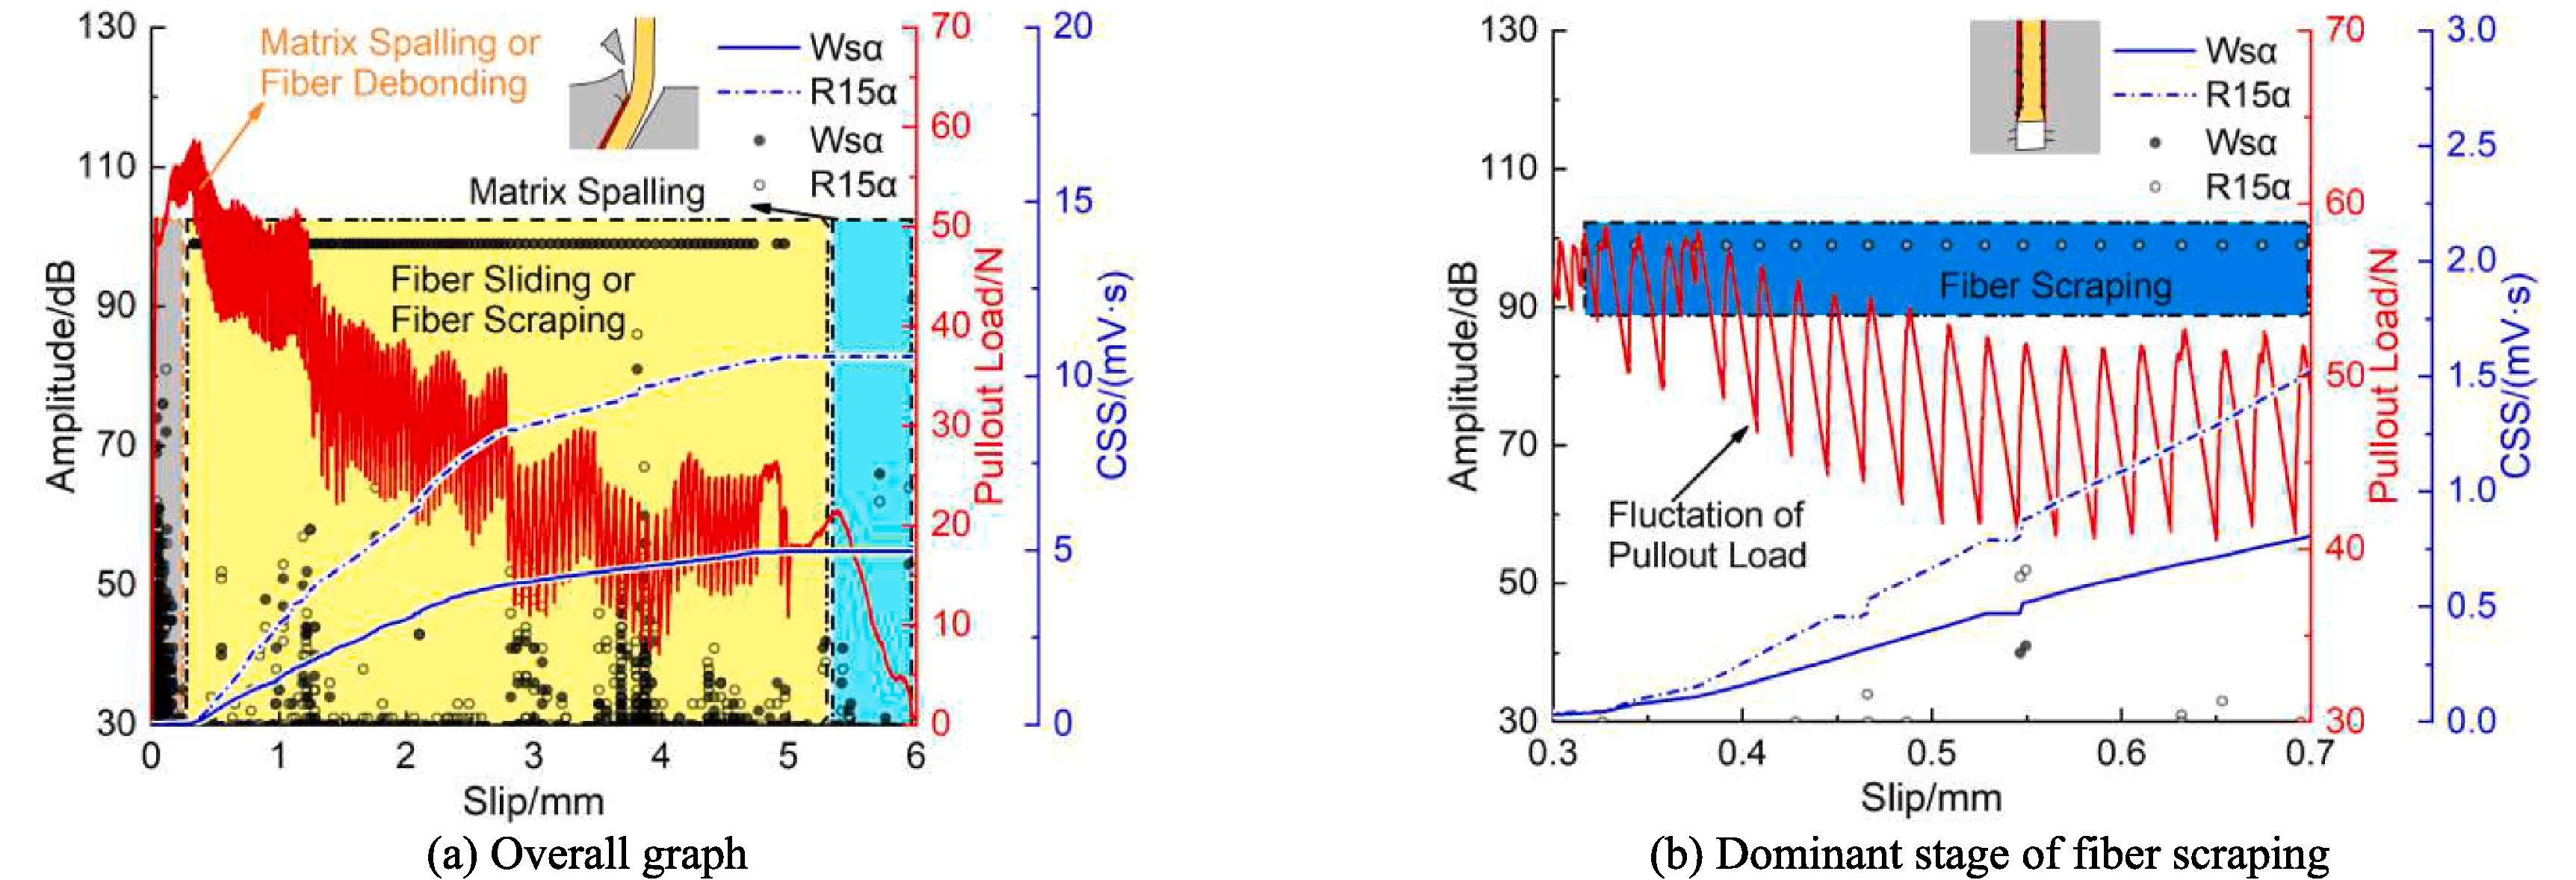 130
110
90
70
50
30
Amplitude/dB
Matrix Spalling or
Fiber Debonding
Wsα
R15α
Wsα
R15α
Matrix Spalling
Fiber Sliding or
Fiber Scraping
70
60
50
40
30
20
10
0
Pullout Load/N
20
15
10
5
0
CSS/(mV·s)
0 1 2 3 4 5 6
Slip/mm
(a) Overall graph
130
110
90
70
50
30
Amplitude/dB
Wsα
R15α
Wsα
R15α
Fiber Scraping
Fluctation of
Pullout Load
70
60
50
40
30
Pullout Load/N
3.0
2.5
2.0
1.5
1.0
0.5
0.0
CSS/(mV·s)
0.3 0.4 0.5 0.6 0.7
Slip/mm
(b) Dominant stage of fiber scraping